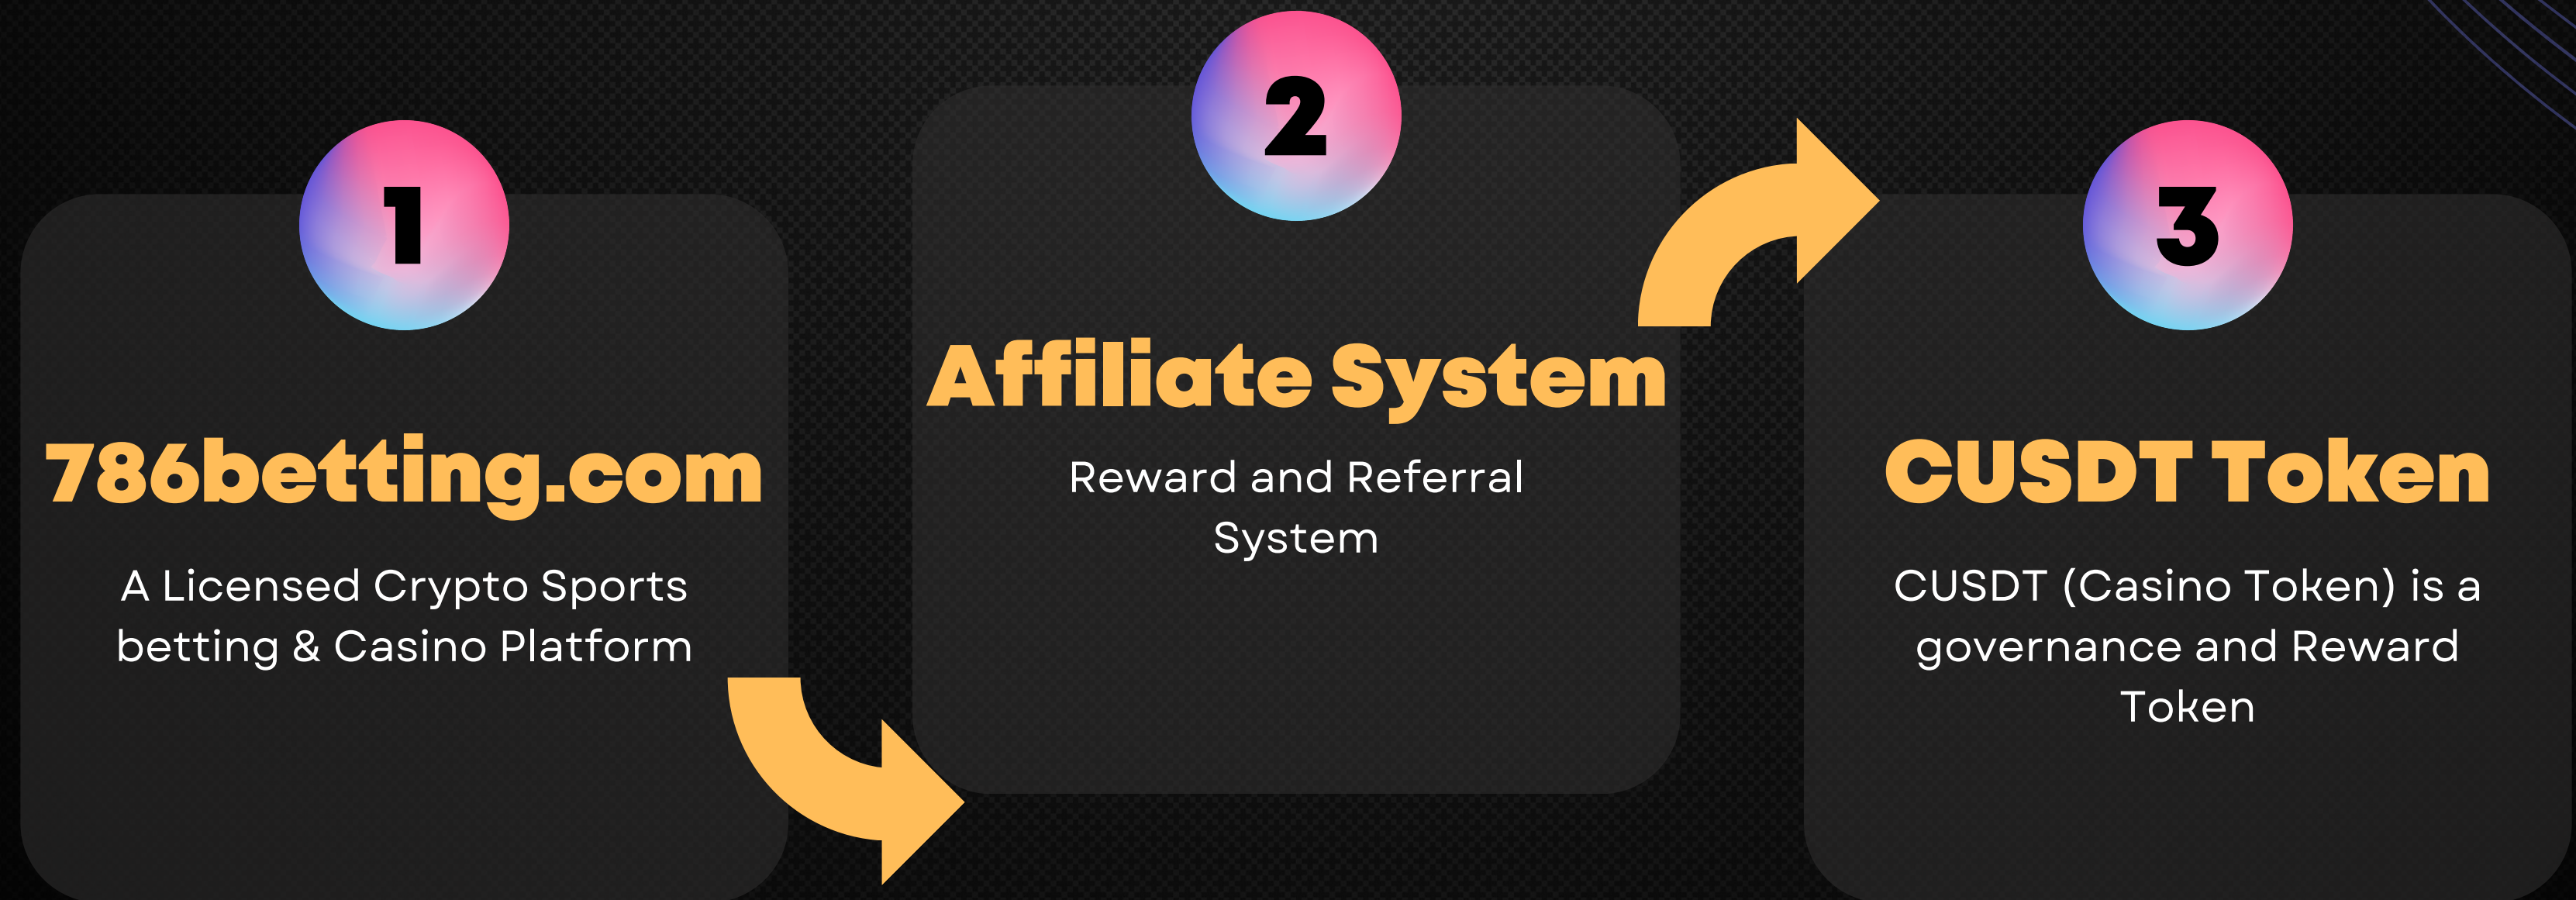 1
786betting.com
A Licensed Crypto Sports
betting & Casino Platform
2
Affiliate System
Reward and Referral
System
3
CUSDT Token
CUSDT (Casino Token) is a
governance and Reward
Token